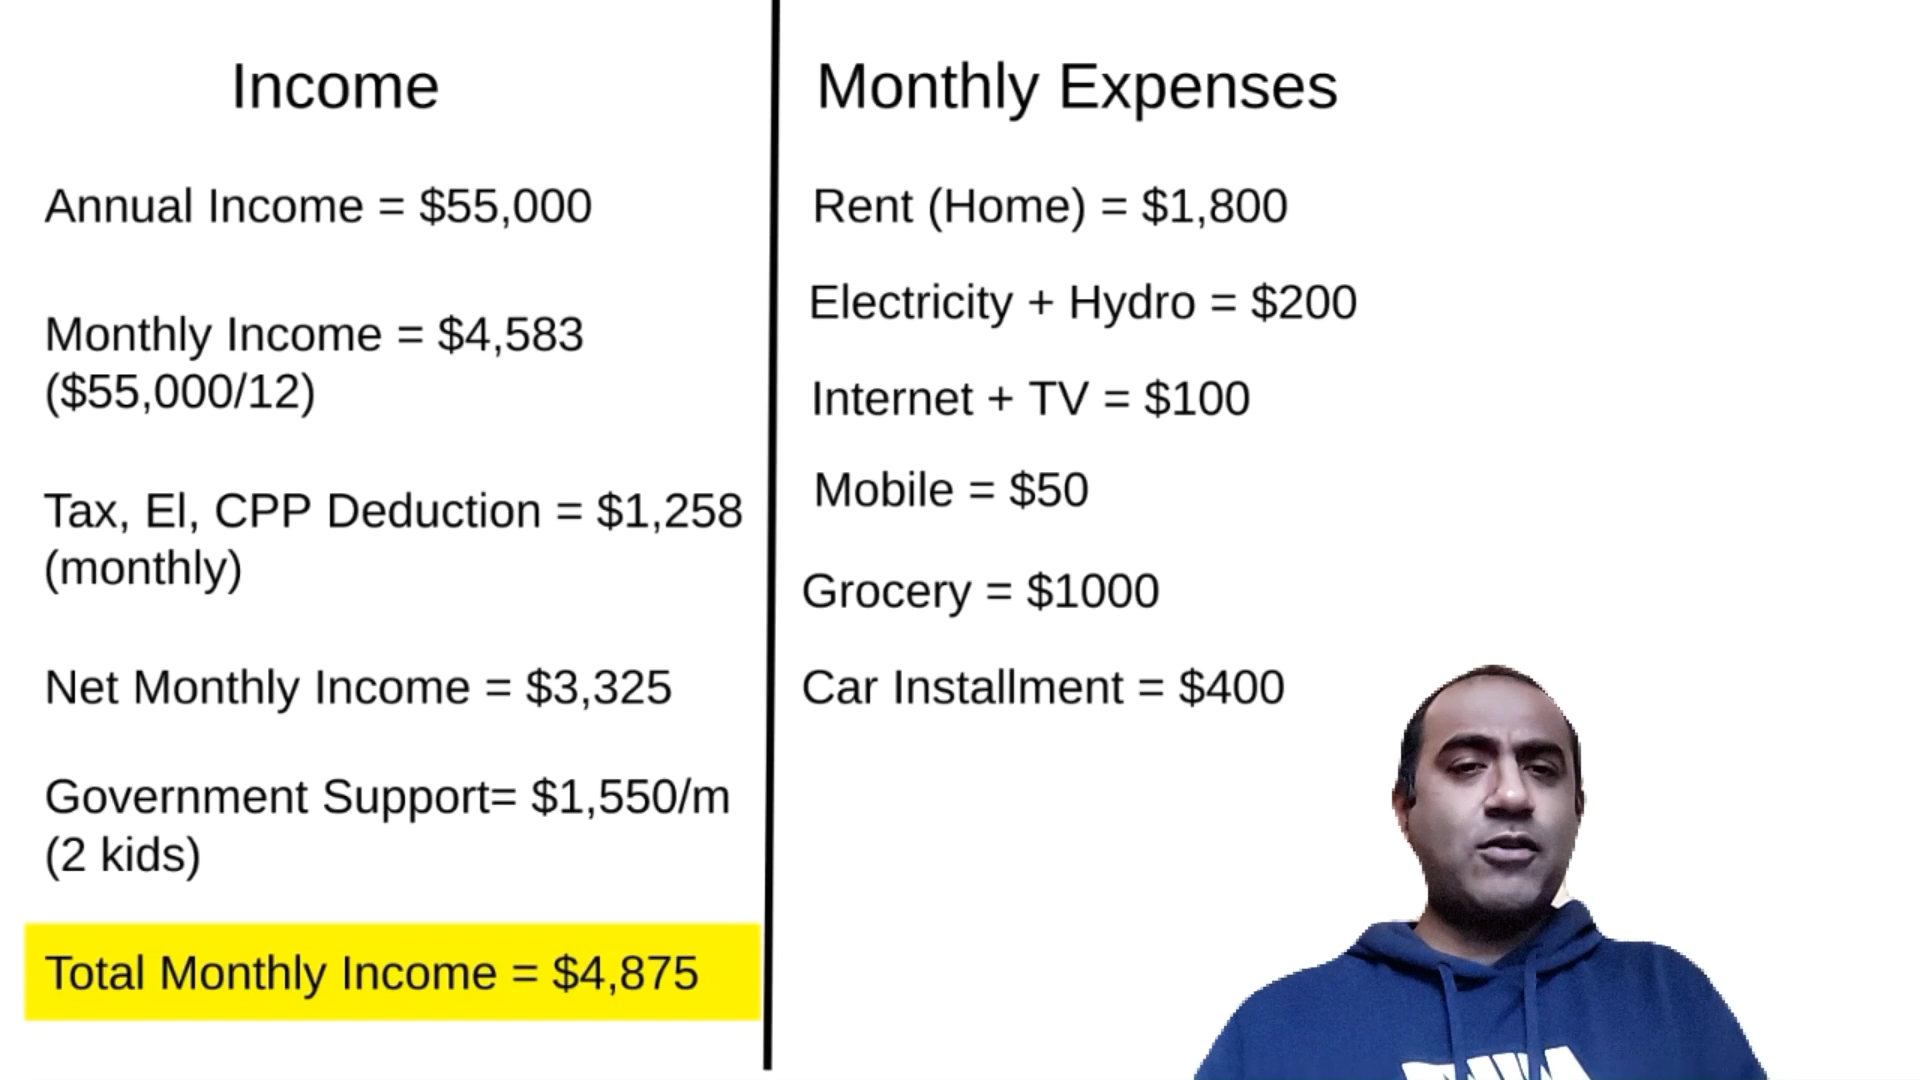 Income
Annual Income = $55,000
Monthly Income = $4,583
($55,000/12)
Tax, EI, CPP Deduction = $1,258
(monthly)
Net Monthly Income = $3,325
Government Support= $1,550/m
(2 kids)
Total Monthly Income = $4,875
Monthly Expenses
Rent (Home) = $1,800
Electricity + Hydro = $200
Internet + TV = $100
Mobile = $50
Grocery = $1000
Car Installment = $400